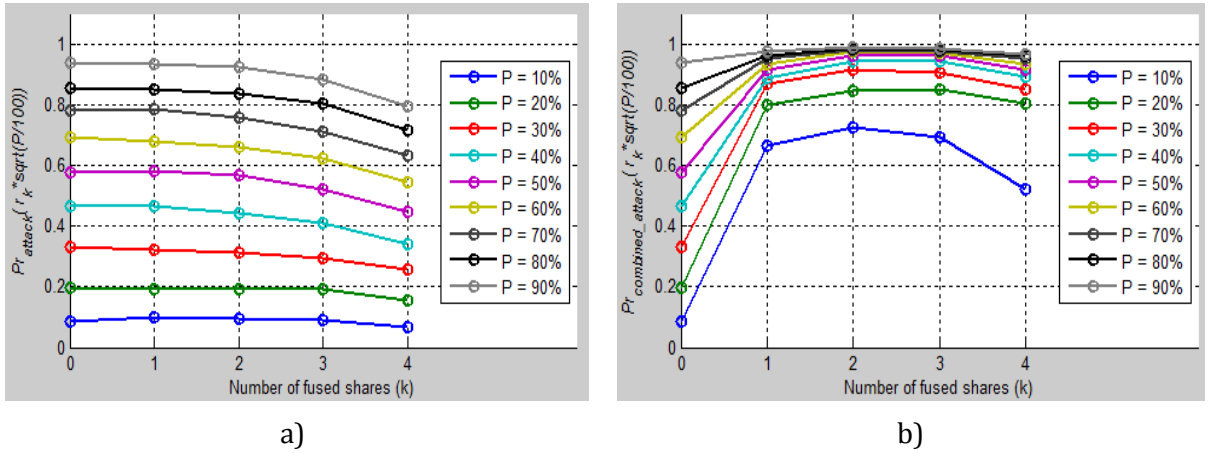 Pr_attack( r_k*sqrt(P/100))
1
0.8
0.6
0.4
0.2
0
0 1 2 3 4
Number of fused shares (k)
P = 10%
P = 20%
P = 30%
P = 40%
P = 50%
P = 60%
P = 70%
P = 80%
P = 90%
a)
Pr_combined_attack( r_k*sqrt(P/100))
1
0.8
0.6
0.4
0.2
0
0 1 2 3 4
Number of fused shares (k)
P = 10%
P = 20%
P = 30%
P = 40%
P = 50%
P = 60%
P = 70%
P = 80%
P = 90%
b)